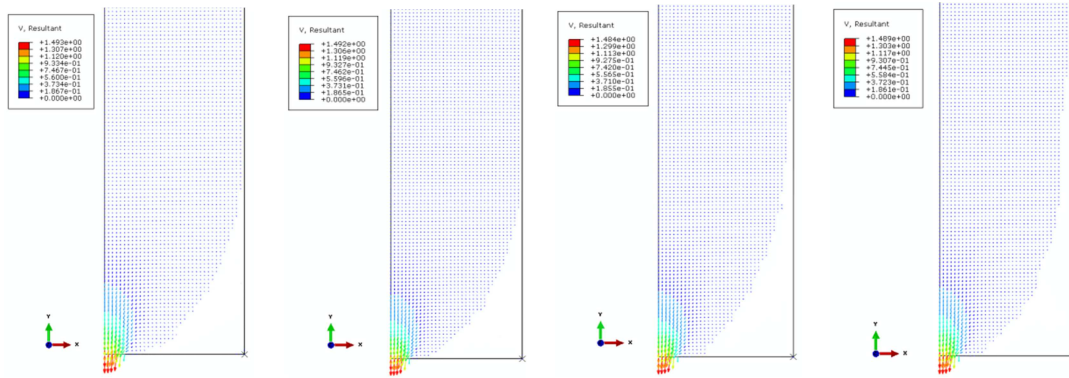 V, Resultant
+1.493e+00
+1.307e+00
+1.120e+00
+9.334e-01
+7.467e-01
+5.600e-01
+3.734e-01
+1.867e-01
+0.000e+00
Y
X
V, Resultant
+1.492e+00
+1.306e+00
+1.119e+00
+9.327e-01
+7.462e-01
+5.596e-01
+3.731e-01
+1.865e-01
+0.000e+00
Y
X
V, Resultant
+1.484e+00
+1.299e+00
+1.113e+00
+9.275e-01
+7.420e-01
+5.565e-01
+3.710e-01
+1.855e-01
+0.000e+00
Y
X
V, Resultant
+1.489e+00
+1.303e+00
+1.117e+00
+9.307e-01
+7.445e-01
+5.584e-01
+3.723e-01
+1.861e-01
+0.000e+00
Y
X